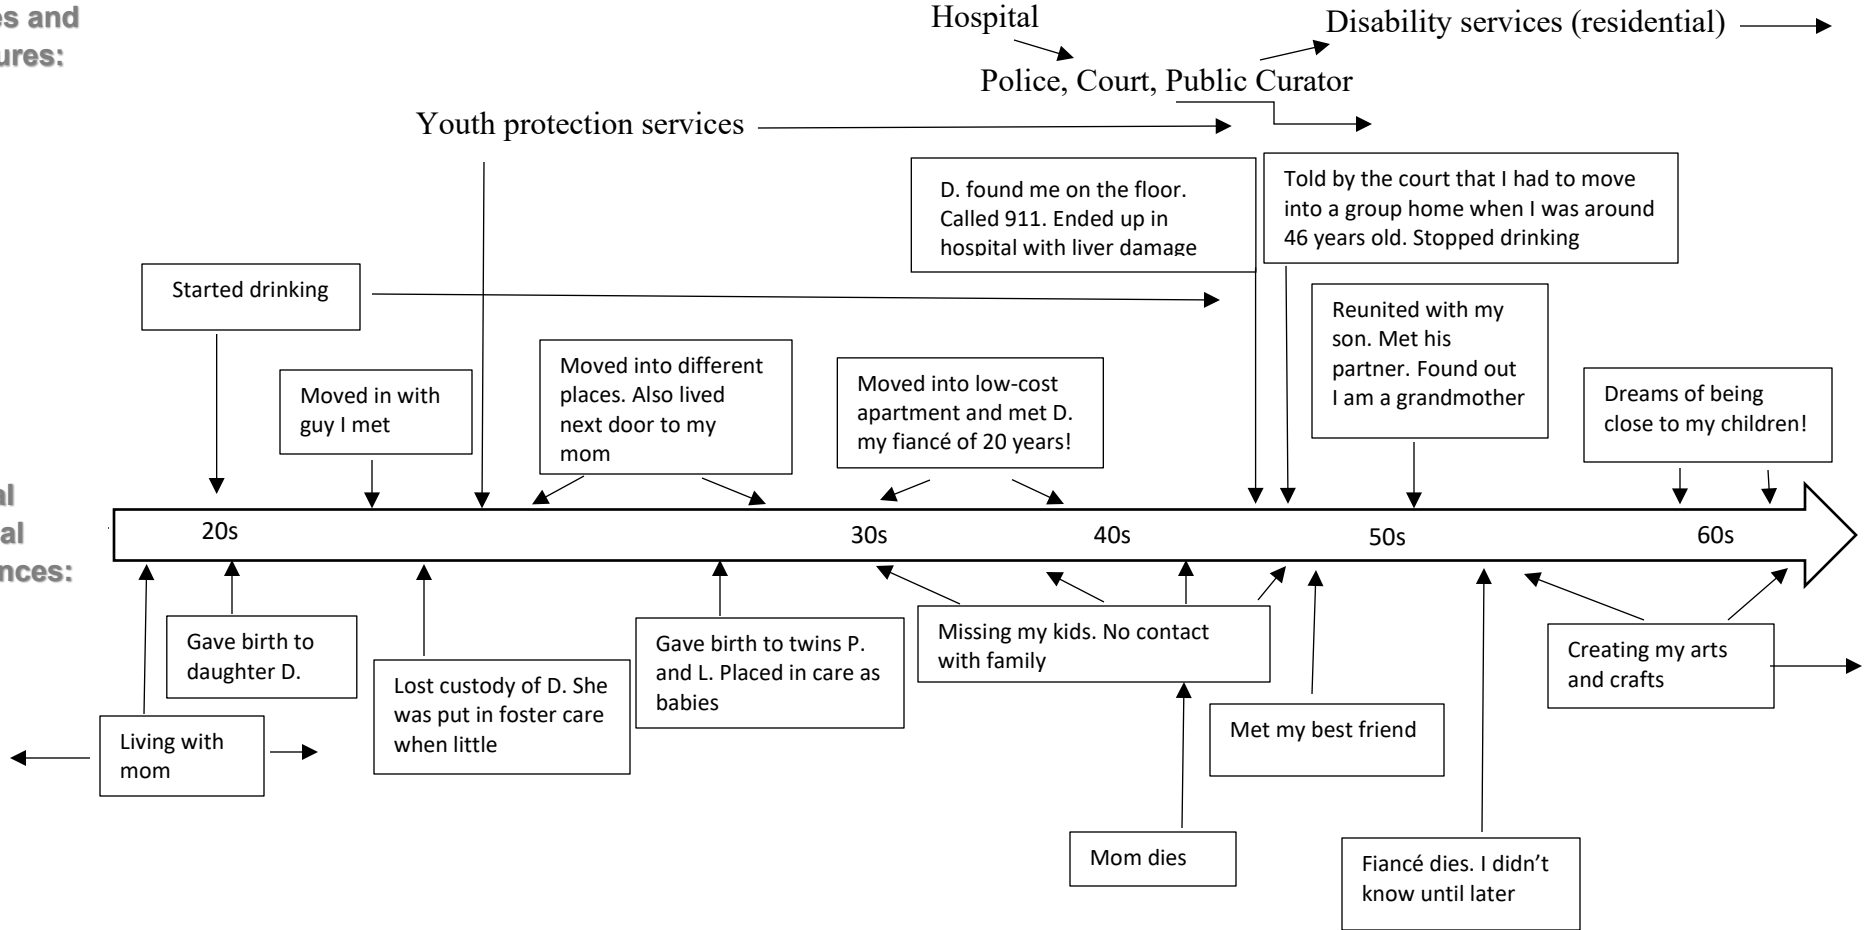 es and
ures:
Hospital
Disability services (residential)
Police, Court, Public Curator
Youth protection services
D. found me on the floor.
Called 911. Ended up in
hospital with liver damage
Told by the court that I had to move
into a group home when I was around
46 years old. Stopped drinking
Started drinking
Moved in with
guy I met
Moved into different
places. Also lived
next door to my
mom
Moved into low-cost
apartment and met D.
my fiancé of 20 years!
Reunited with my
son. Met his
partner. Found out
I am a grandmother
Dreams of being
close to my children!
al
al
nces:
20s
30s
40s
50s
60s
Living with
mom
Gave birth to
daughter D.
Lost custody of D. She
was put in foster care
when little
Gave birth to twins P.
and L. Placed in care as
babies
Missing my kids. No contact
with family
Mom dies
Met my best friend
Fiancé dies. I didn’t
know until later
Creating my arts
and crafts